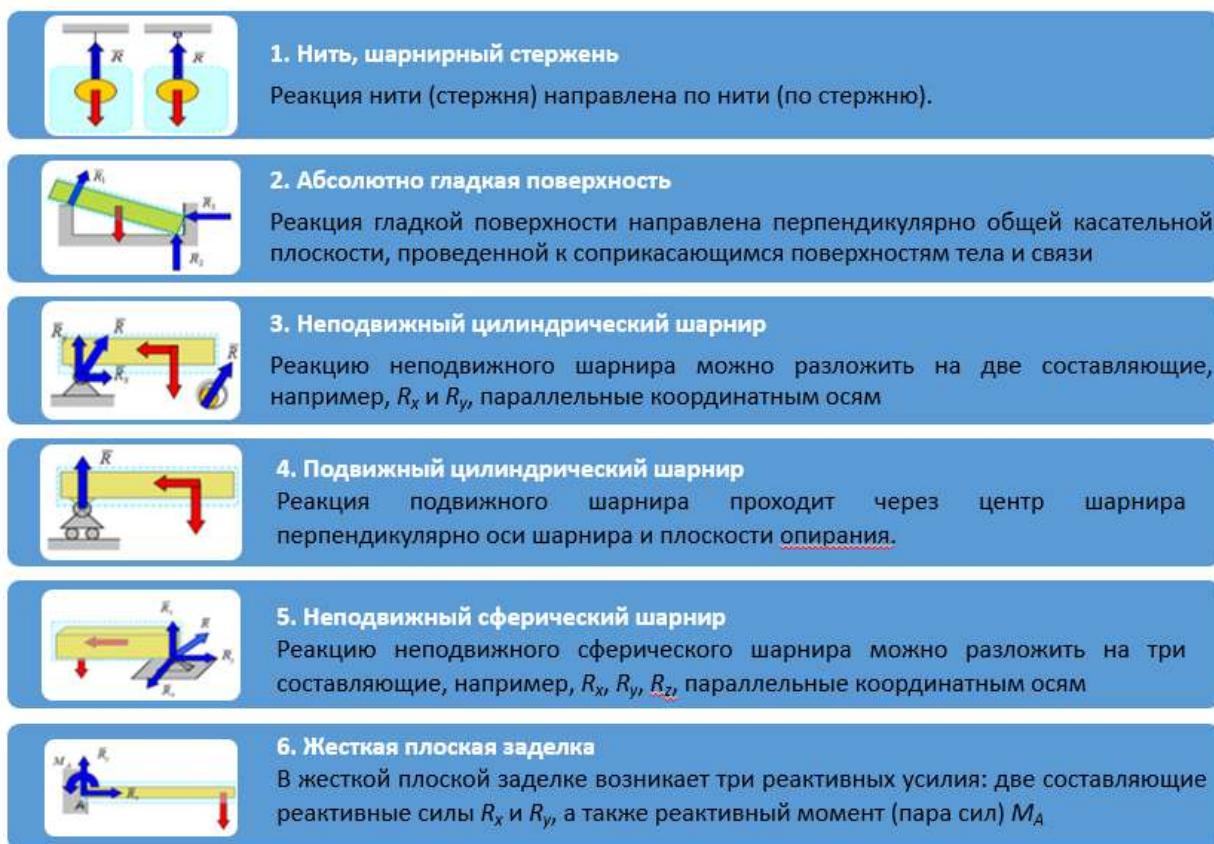 R̅ R̅
1. Нить, шарнирный стержень
Реакция нити (стержня) направлена по нити (по стержню).
R̅₁
R₂
2. Абсолютно гладкая поверхность
Реакция гладкой поверхности направлена перпендикулярно общей касательной
плоскости, проведенной к соприкасающимся поверхностям тела и связи
R̅ R̅
3. Неподвижный цилиндрический шарнир
Реакцию неподвижного шарнира можно разложить на две составляющие,
например, Rx и Ry, параллельные координатным осям
R̅
4. Подвижный цилиндрический шарнир
Реакция подвижного шарнира проходит через центр шарнира
перпендикулярно оси шарнира и плоскости опирания.
5. Неподвижный сферический шарнир
Реакцию неподвижного сферического шарнира можно разложить на три
составляющие, например, Rx, Ry, Rz, параллельные координатным осям
A
6. Жесткая плоская заделка
В жесткой плоской заделке возникает три реактивных усилия: две составляющие
реактивные силы Rx и Ry, а также реактивный момент (пара сил) MA